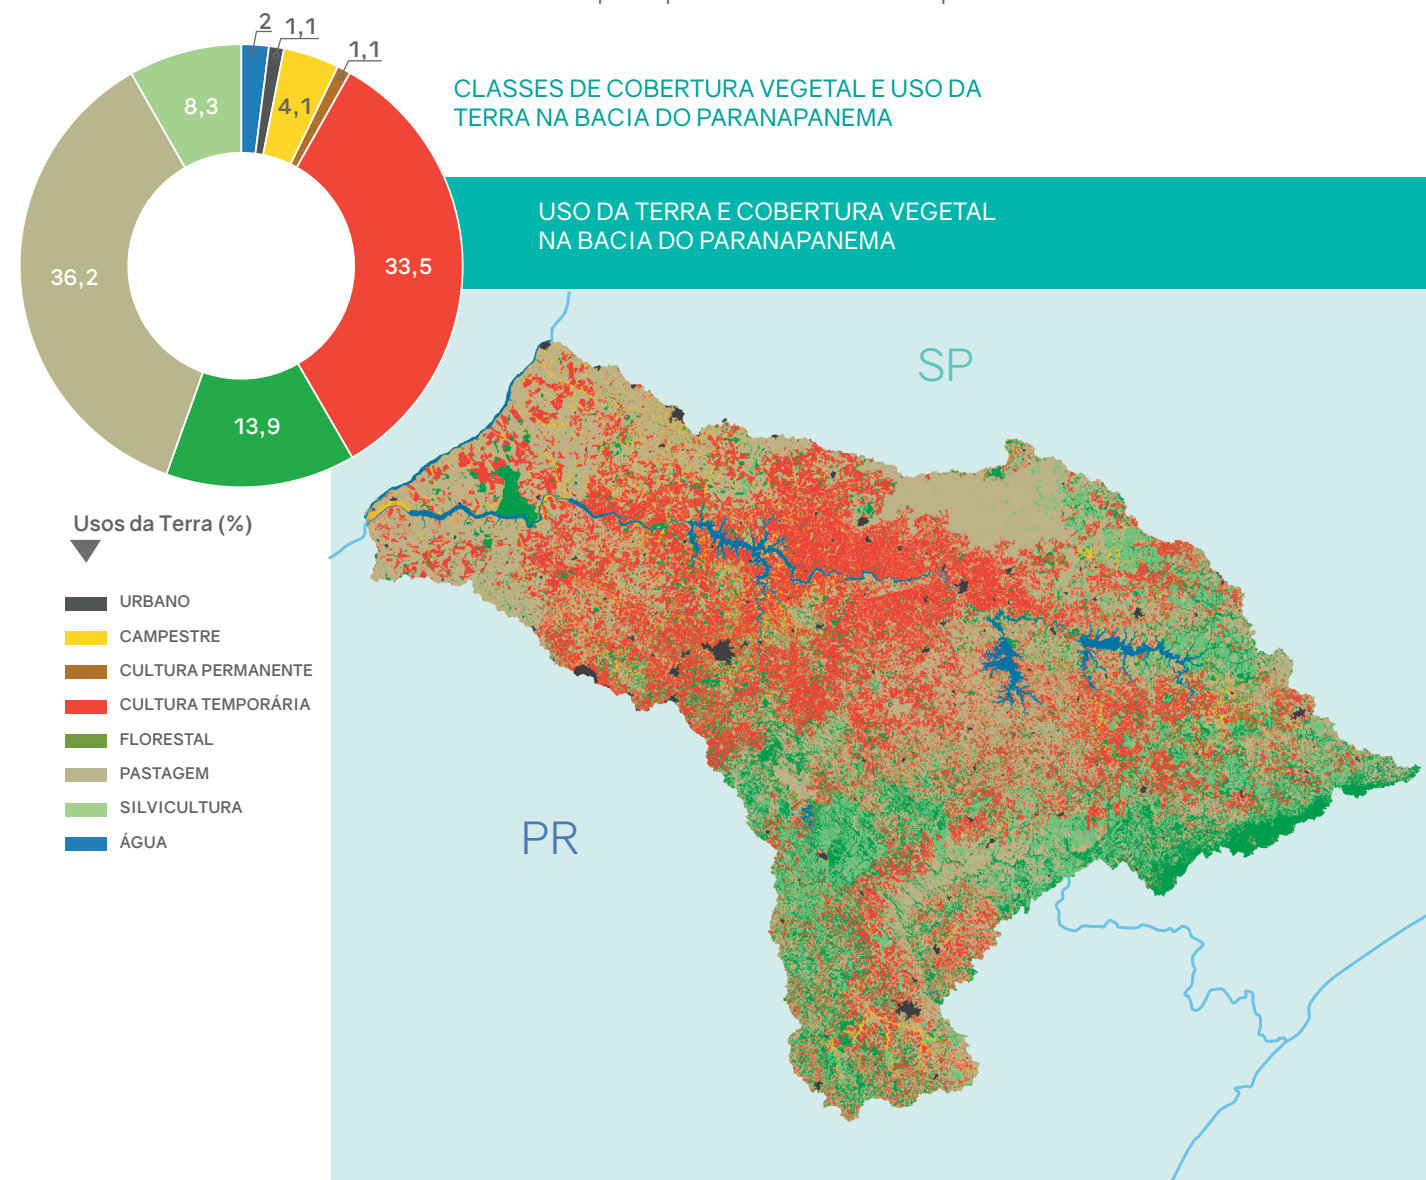 2
1,1
1,1
4,1
8,3
33,5
36,2
13,9
CLASSES DE COBERTURA VEGETAL E USO DA
TERRA NA BACIA DO PARANAPANEMA
USO DA TERRA E COBERTURA VEGETAL
NA BACIA DO PARANAPANEMA
SP
PR
Usos da Terra (%)
URBANO
CAMPESTRE
CULTURA PERMANENTE
CULTURA TEMPORÁRIA
FLORESTAL
PASTAGEM
SILVICULTURA
ÁGUA